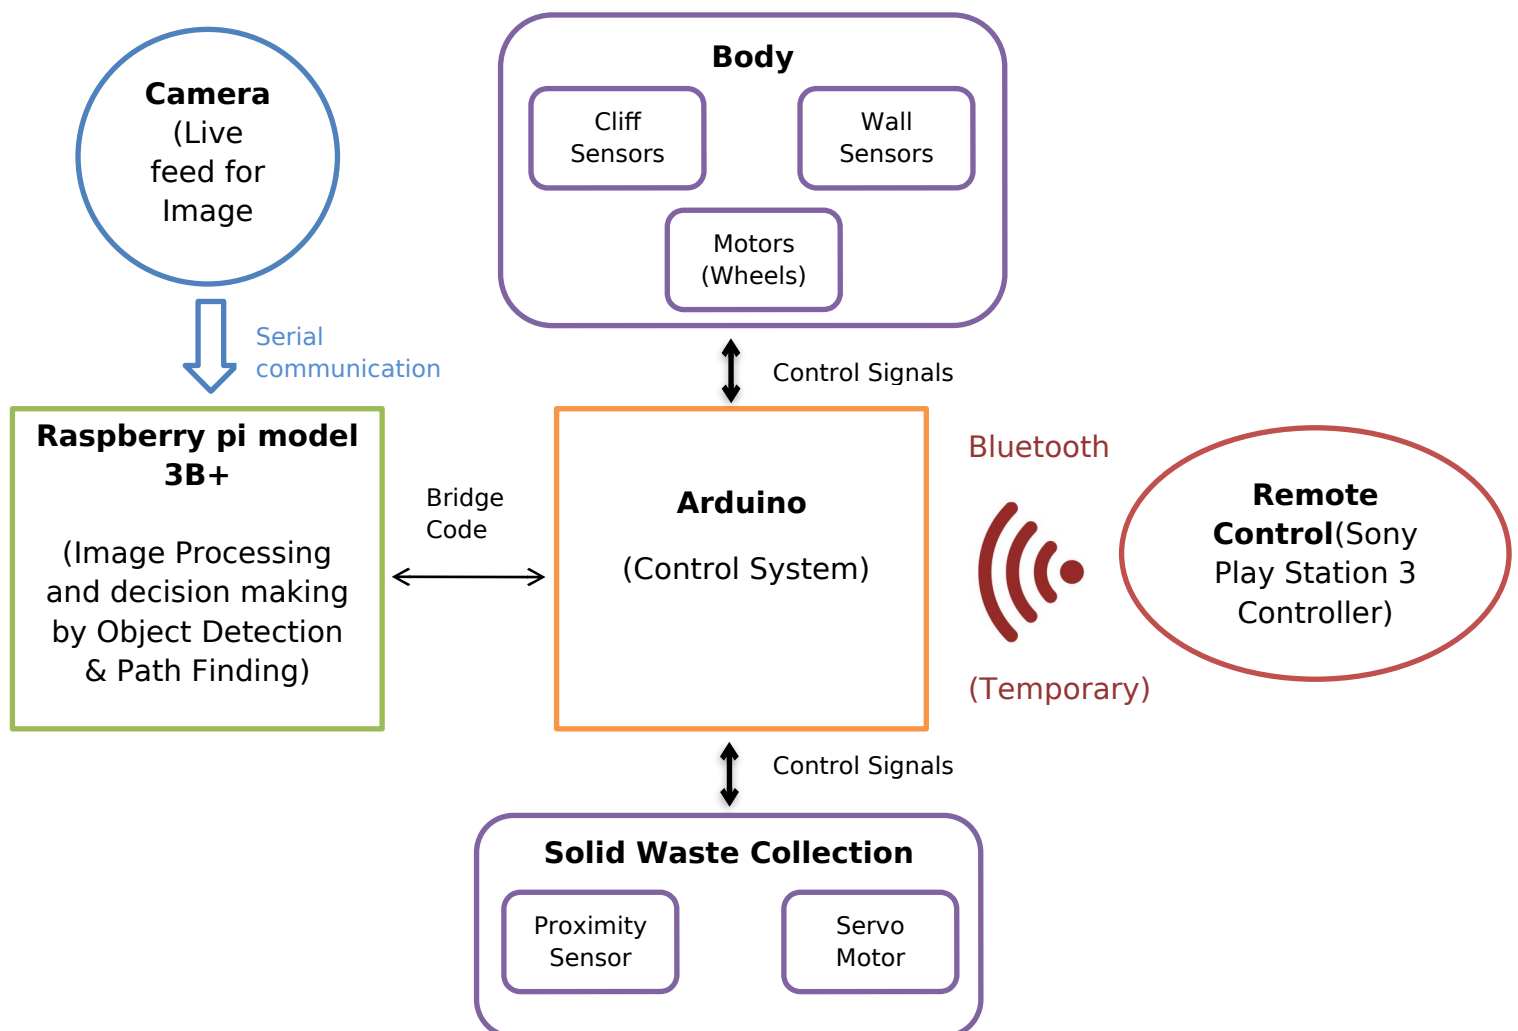 Camera
(Live
feed for
Image
Body
Cliff
Sensors
Wall
Sensors
Motors
(Wheels)
Serial
communication
Control Signals
Raspberry pi model
3B+
(Image Processing
and decision making
by Object Detection
& Path Finding)
Bridge
Code
Arduino
(Control System)
Bluetooth
(Temporary)
Remote
Control(Sony
Play Station 3
Controller)
Control Signals
Solid Waste Collection
Proximity
Sensor
Servo
Motor